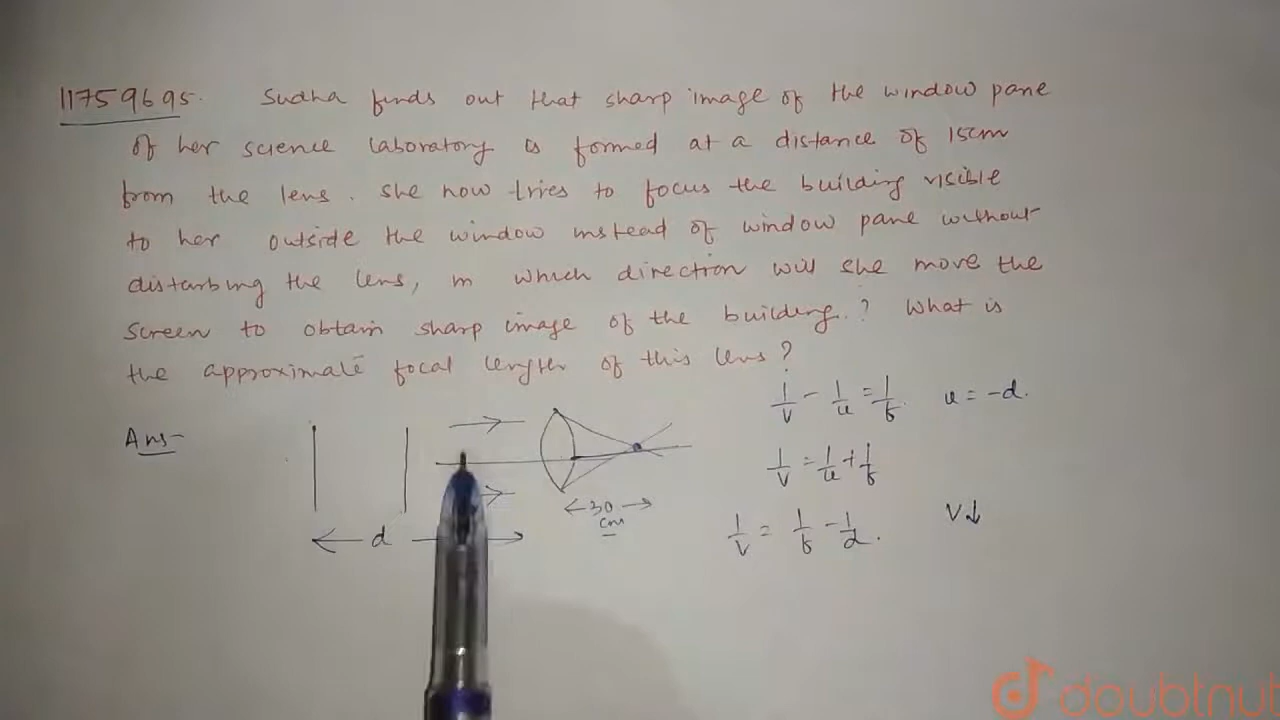 11759695. Sudha finds out that sharp image of the window pane
of her science laboratory is formed at a distance of 15cm
from the lens. she now tries to focus the building visible
to her outside the window instead of window pane without
disturbing the lens, in which direction will she move the
screen to obtain sharp image of the building.? What is
the approximate focal length of this lens?
Ans-
1/v - 1/u = 1/f. u = -d.
1/v = 1/u + 1/f
1/v = 1/f - 1/d. v↓
← d →
←30→
cm
doubtnut